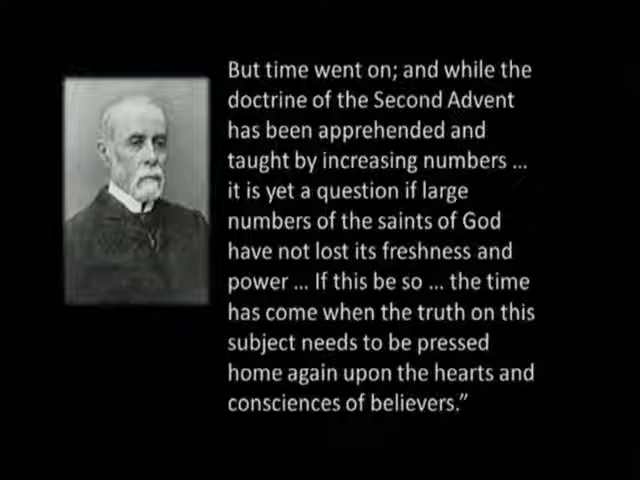 But time went on; and while the
doctrine of the Second Advent
has been apprehended and
taught by increasing numbers ...
it is yet a question if large
numbers of the saints of God
have not lost its freshness and
power ... If this be so ... the time
has come when the truth on this
subject needs to be pressed
home again upon the hearts and
consciences of believers.”